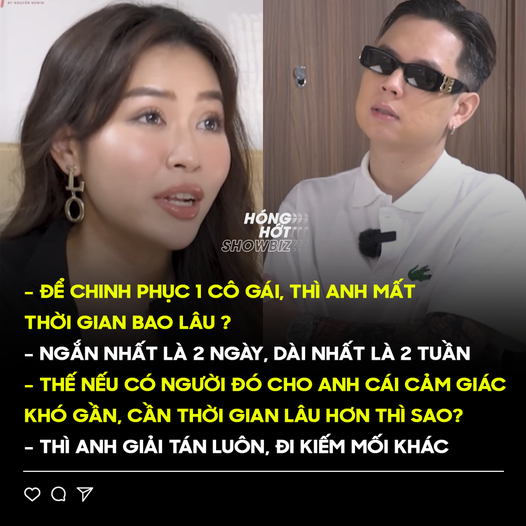 HÓNG
HỚT
SHOWBIZ
- ĐỂ CHINH PHỤC 1 CÔ GÁI, THÌ ANH MẤT
THỜI GIAN BAO LÂU ?
- NGẮN NHẤT LÀ 2 NGÀY, DÀI NHẤT LÀ 2 TUẦN
- THẾ NẾU CÓ NGƯỜI ĐÓ CHO ANH CÁI CẢM GIÁC
KHÓ GẦN, CẦN THỜI GIAN LÂU HƠN THÌ SAO?
- THÌ ANH GIẢI TÁN LUÔN, ĐI KIẾM MỐI KHÁC